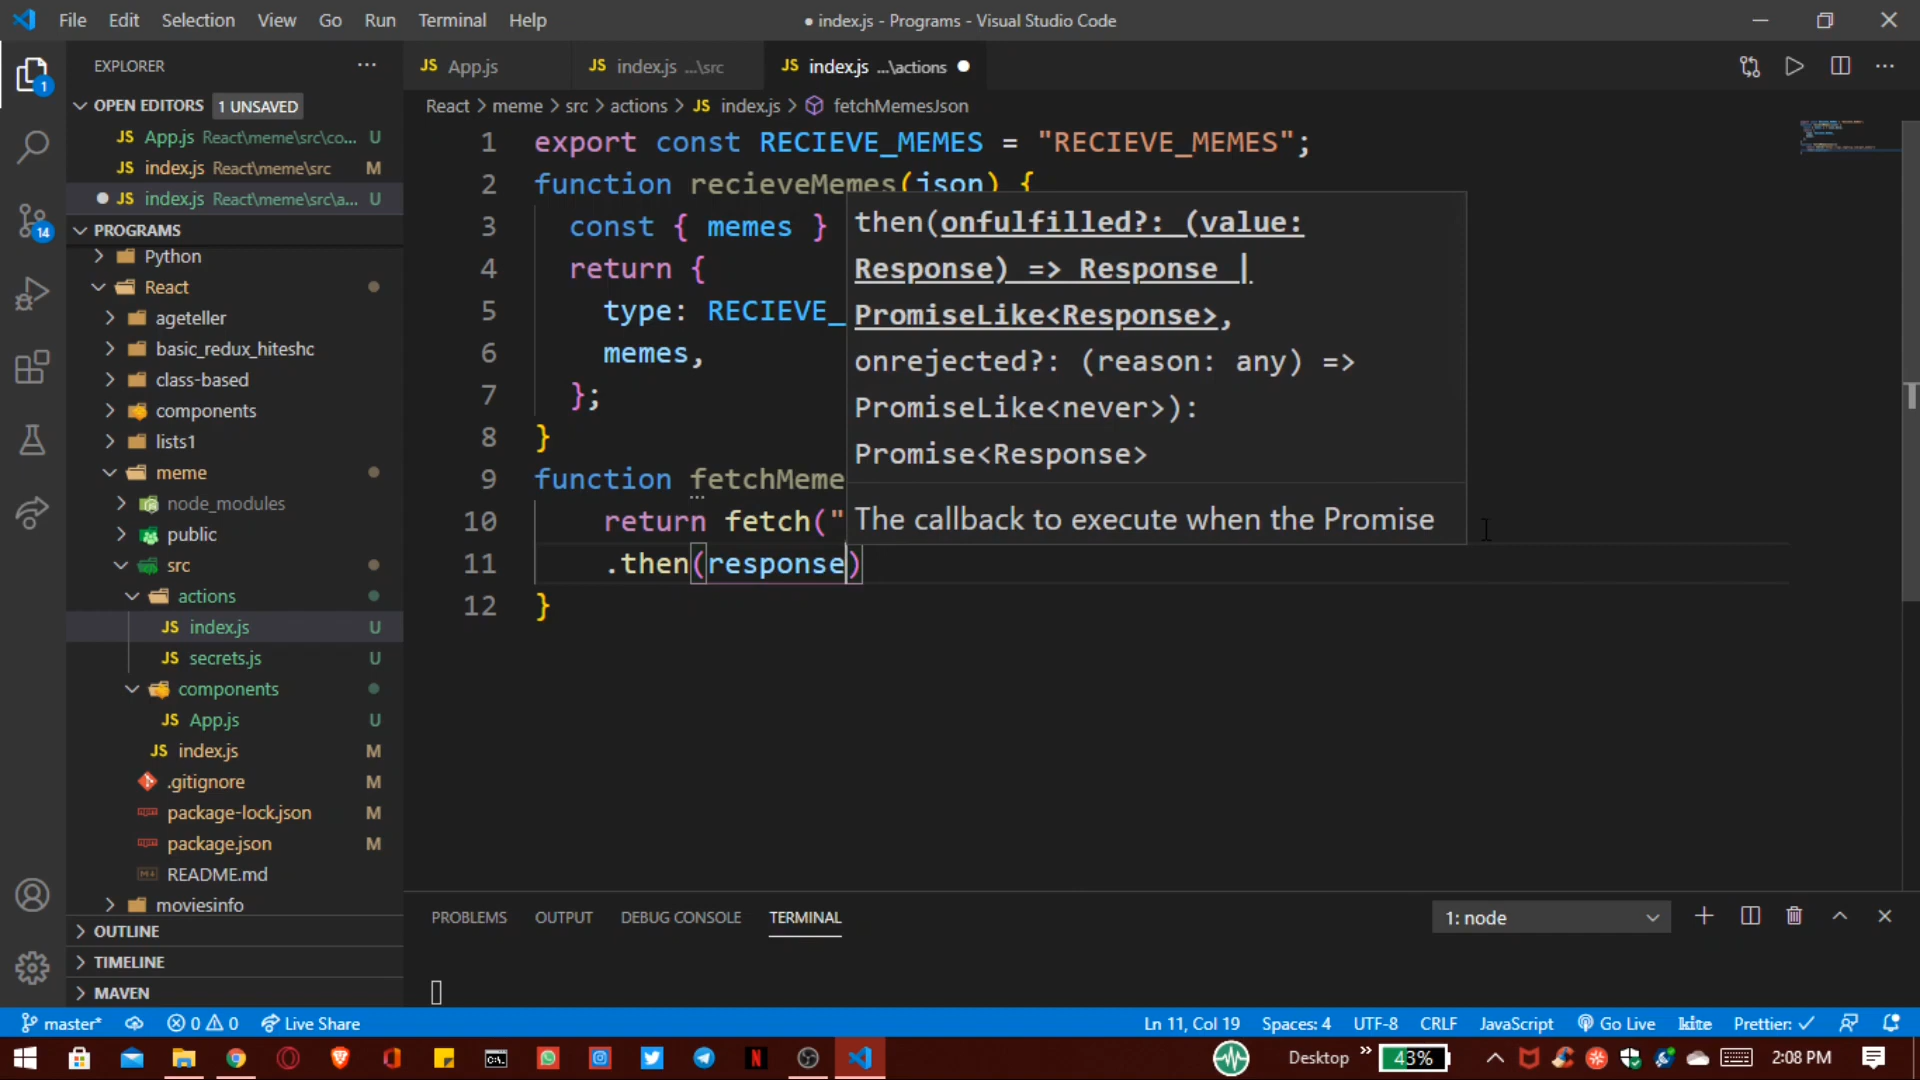 File Edit Selection View Go Run Terminal Help
● index.js - Programs - Visual Studio Code
EXPLORER
OPEN EDITORS 1 UNSAVED
JS App.js React\meme\src\co... U
JS index.js React\meme\src M
JS index.js React\meme\src\a... U
PROGRAMS
Python
React
ageteller
basic_redux_hiteshc
class-based
components
lists1
meme
node_modules
public
src
actions
JS index.js U
JS secrets.js U
components
JS App.js U
JS index.js M
.gitignore M
package-lock.json M
package.json M
README.md
moviesinfo
OUTLINE
TIMELINE
MAVEN
1
14
JS App.js
JS index.js ...\src
JS index.js ...\actions
React > meme > src > actions > JS index.js > fetchMemesJson
1 export const RECIEVE_MEMES = "RECIEVE_MEMES";
2 function recieveMemes(json) {
3 const { memes }
4 return {
5 type: RECIEVE_
6 memes,
7 };
8 }
9 function fetchMeme
10 return fetch("
11 .then(response)
12 }
then(onfulfilled?: (value:
Response) => Response |
PromiseLike<Response>,
onrejected?: (reason: any) =>
PromiseLike<never>):
Promise<Response>
The callback to execute when the Promise
PROBLEMS OUTPUT DEBUG CONSOLE TERMINAL
1: node
master* 0 0 Live Share
Ln 11, Col 19 Spaces: 4 UTF-8 CRLF JavaScript Go Live kite Prettier: ✓
Desktop » 43% 2:08 PM